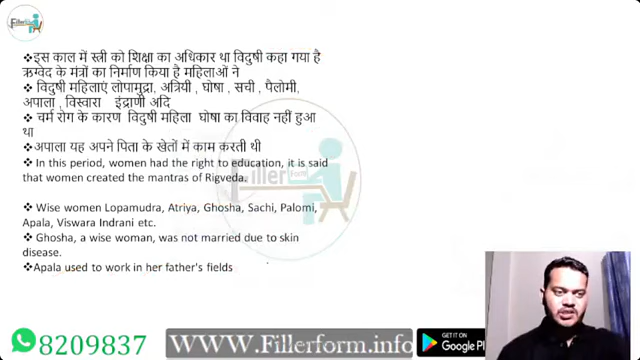 Fillerform
❖इस काल में स्त्री को शिक्षा का अधिकार था विदुषी कहा गया है
ऋग्वेद के मंत्रों का निर्माण किया है महिलाओं ने
❖ विदुषी महिलाएं लोपामुद्रा, अत्रियी , घोषा , सची , पैलोमी,
अपाला , विस्वारा इंद्राणी अदि
❖ चर्म रोग के कारण विदुषी महिला घोषा का विवाह नहीं हुआ
था
❖अपाला यह अपने पिता के खेतों में काम करती थी
❖ In this period, women had the right to education, it is said
that women created the mantras of Rigveda.
❖ Wise women Lopamudra, Atriya, Ghosha, Sachi, Palomi,
Apala, Viswara Indrani etc.
❖ Ghosha, a wise woman, was not married due to skin
disease.
❖Apala used to work in her father's fields
Filler Form
8209837
www.Fillerform.info
GET IT ON
Google Pl